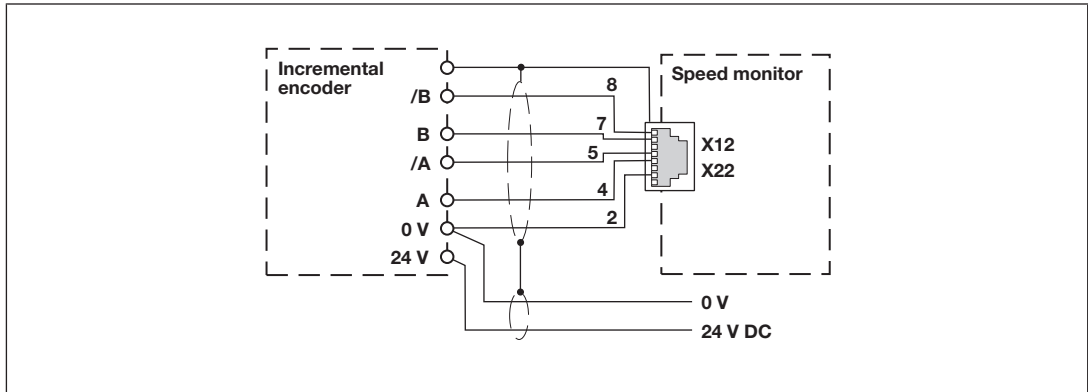 Incremental
encoder
Speed monitor
/B
8
B
7
X12
/A
5
X22
A
4
0 V
2
24 V
0 V
24 V DC